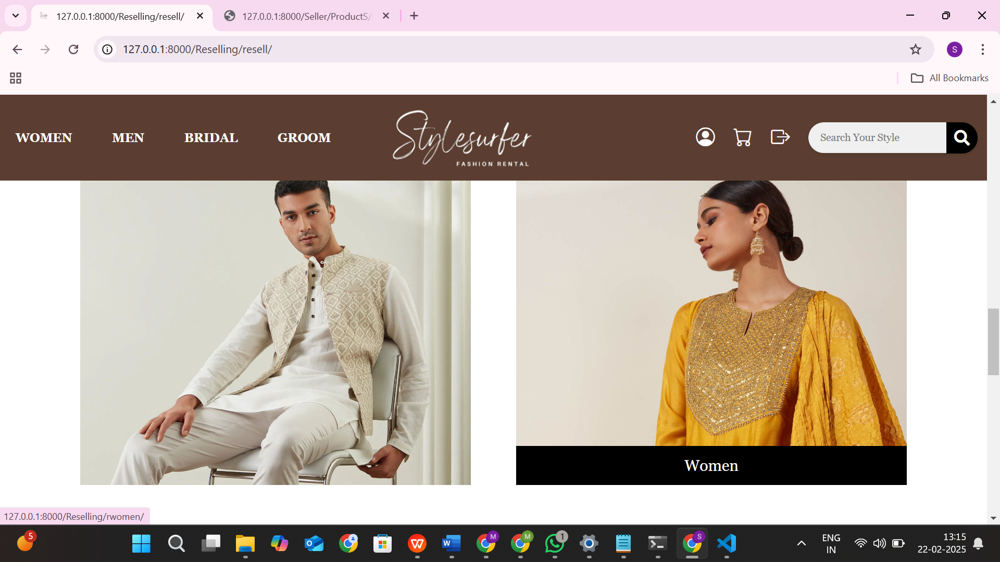 127.0.0.1:8000/Reselling/resell/
127.0.0.1:8000/Seller/ProductS/
127.0.0.1:8000/Reselling/resell/
S
All Bookmarks
WOMEN
MEN
BRIDAL
GROOM
Stylesurfer
FASHION RENTAL
Search Your Style
Women
127.0.0.1:8000/Reselling/rwomen/
5
W
M
M
1
S
ENG
IN
13:15
22-02-2025